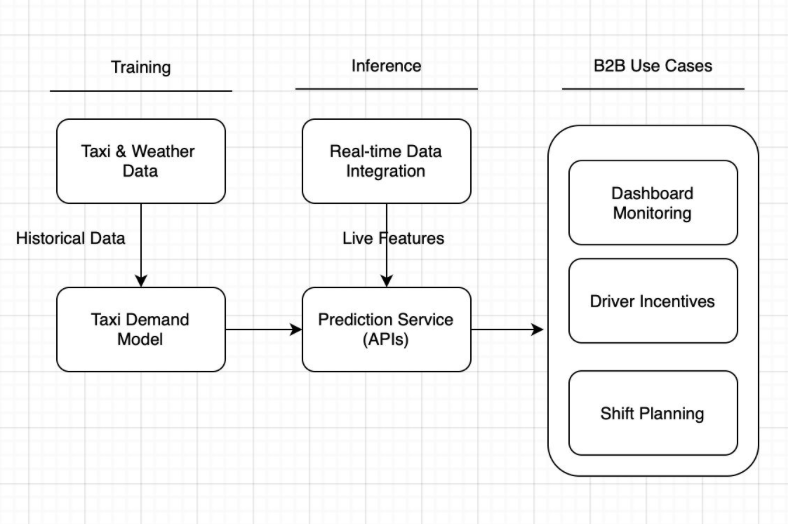 Training
Inference
B2B Use Cases
Taxi & Weather
Data
Real-time Data
Integration
Dashboard
Monitoring
Historical Data
Live Features
Driver Incentives
Taxi Demand
Model
Prediction Service
(APIs)
Shift Planning